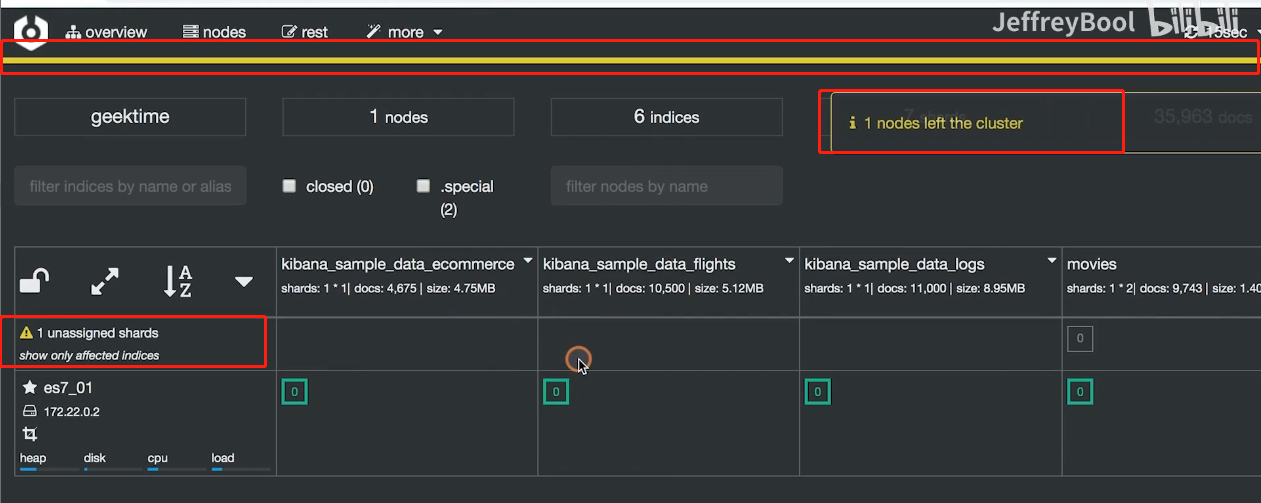 JeffreyBool bilibili
overview nodes rest more 15sec
geektime 1 nodes 6 indices 1 nodes left the cluster 35,963 docs
filter indices by name or alias closed (0) .special (2) filter nodes by name
kibana_sample_data_ecommerce kibana_sample_data_flights kibana_sample_data_logs movies
shards: 1 * 1| docs: 4,675 | size: 4.75MB shards: 1 * 1| docs: 10,500 | size: 5.12MB shards: 1 * 1| docs: 11,000 | size: 8.95MB shards: 1 * 2| docs: 9,743 | size: 1.40
1 unassigned shards 0
show only affected indices
es7_01 0 0 0 0
172.22.0.2
heap disk cpu load